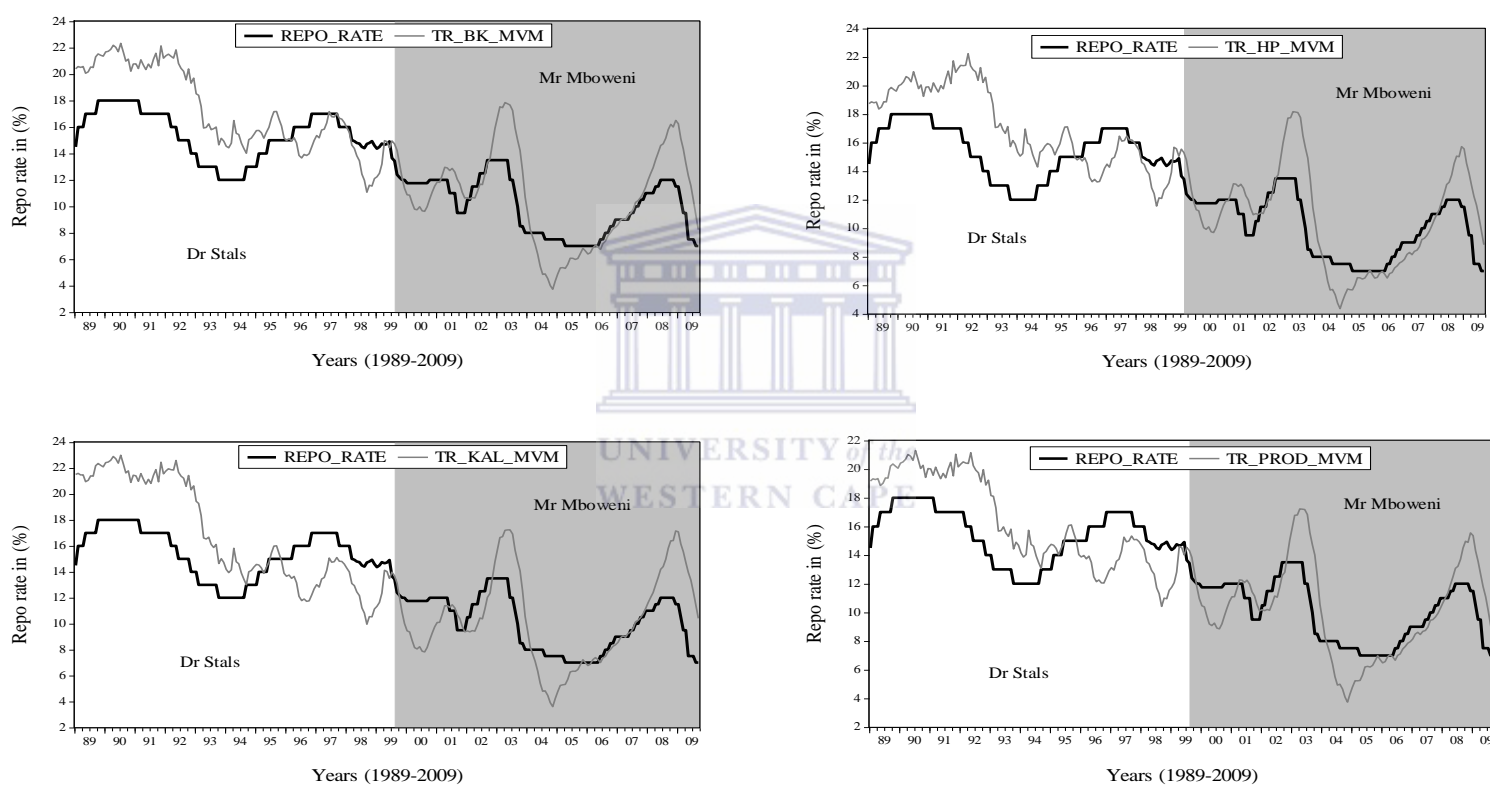 REPO_RATE TR_BK_MVM
24
22
20
18
16
14
12
10
8
6
4
2
Repo rate in (%)
Mr Mboweni
Dr Stals
89 90 91 92 93 94 95 96 97 98 99 00 01 02 03 04 05 06 07 08 09
Years (1989-2009)
REPO_RATE TR_HP_MVM
24
22
20
18
16
14
12
10
8
6
4
Repo rate in (%)
Mr Mboweni
Dr Stals
89 90 91 92 93 94 95 96 97 98 99 00 01 02 03 04 05 06 07 08 09
Years (1989-2009)
UNIVERSITY of the
WESTERN CAPE
REPO_RATE TR_KAL_MVM
24
22
20
18
16
14
12
10
8
6
4
2
Repo rate in (%)
Mr Mboweni
Dr Stals
89 90 91 92 93 94 95 96 97 98 99 00 01 02 03 04 05 06 07 08 09
Years (1989-2009)
REPO_RATE TR_PROD_MVM
22
20
18
16
14
12
10
8
6
4
2
Repo rate in (%)
Mr Mboweni
Dr Stals
89 90 91 92 93 94 95 96 97 98 99 00 01 02 03 04 05 06 07 08 09
Years (1989-2009)